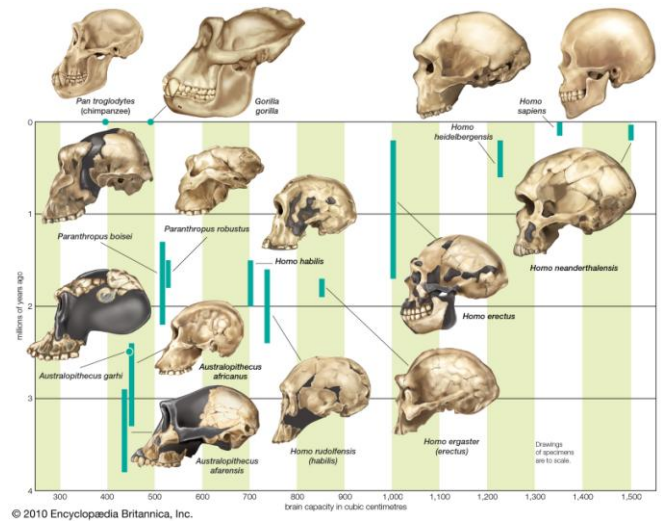 Pan troglodytes
(chimpanzee)
Gorilla
gorilla
Homo
sapiens
Homo
heidelbergensis
0
Paranthropus boisei
Paranthropus robustus
1
Homo habilis
Homo neanderthalensis
millions of years ago
2
Homo erectus
Australopithecus garhi
Australopithecus
africanus
3
Homo rudolfensis
(habilis)
Homo ergaster
(erectus)
Drawings
of specimens
are to scale.
Australopithecus
afarensis
4
300 400 500 600 700 800 900 1,000 1,100 1,200 1,300 1,400 1,500
brain capacity in cubic centimetres
© 2010 Encyclopædia Britannica, Inc.